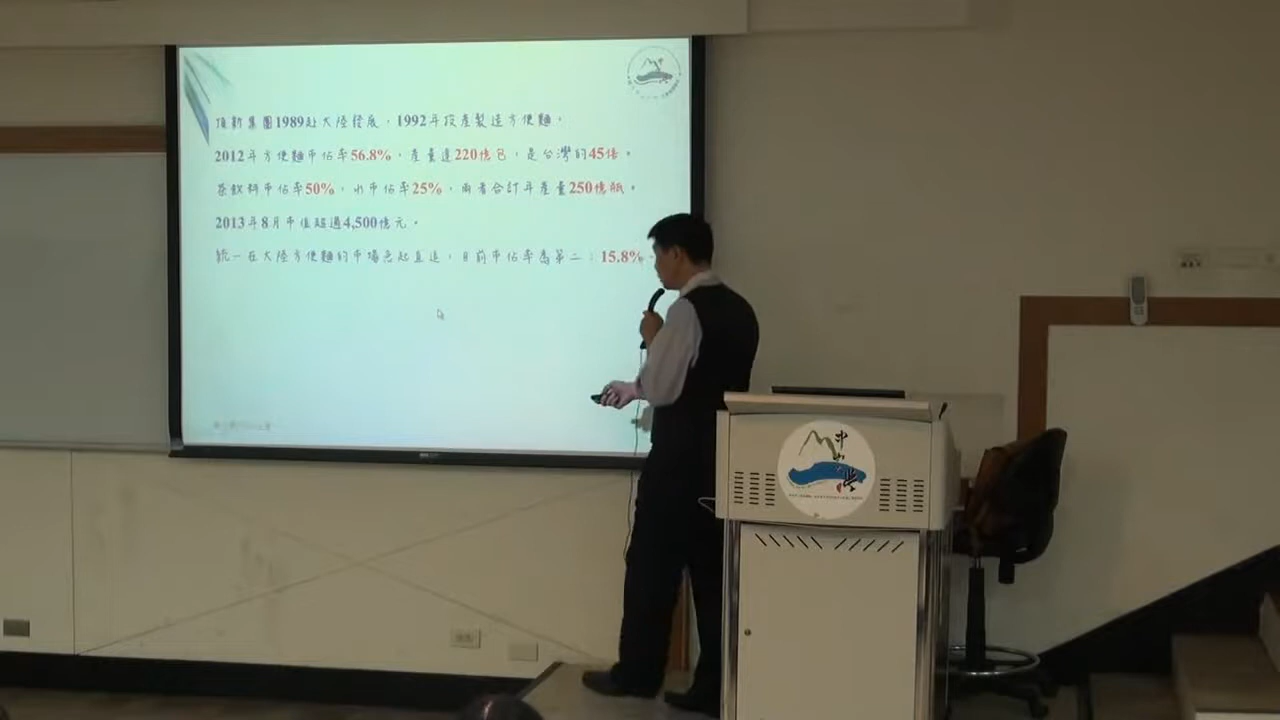 頂新集團1989赴大陸發展，1992年投產製造方便麵。
2012年方便麵市佔率56.8%，產量達220億包，是台灣的45倍。
茶飲料市佔率50%，水市佔率25%，兩者合計年產量250億瓶。
2013年8月市值超過4,500億元。
統一在大陸方便麵的市場急起直追，目前市佔率為第二：15.8%。
中山大學